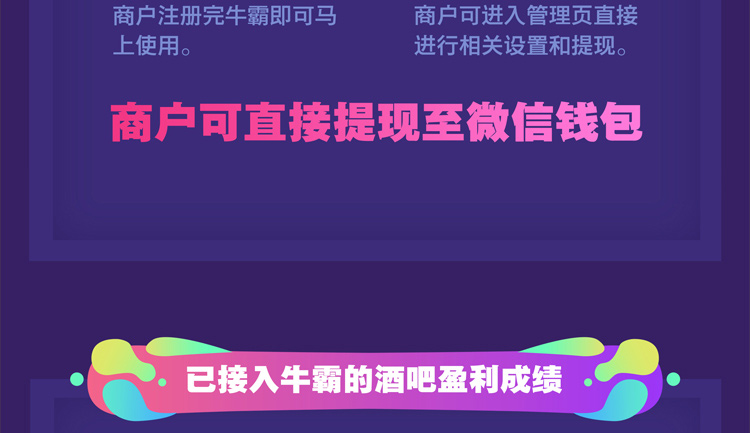 商户注册完牛霸即可马
上使用。
商户可进入管理页直接
进行相关设置和提现。
商户可直接提现至微信钱包
已接入牛霸的酒吧盈利成绩